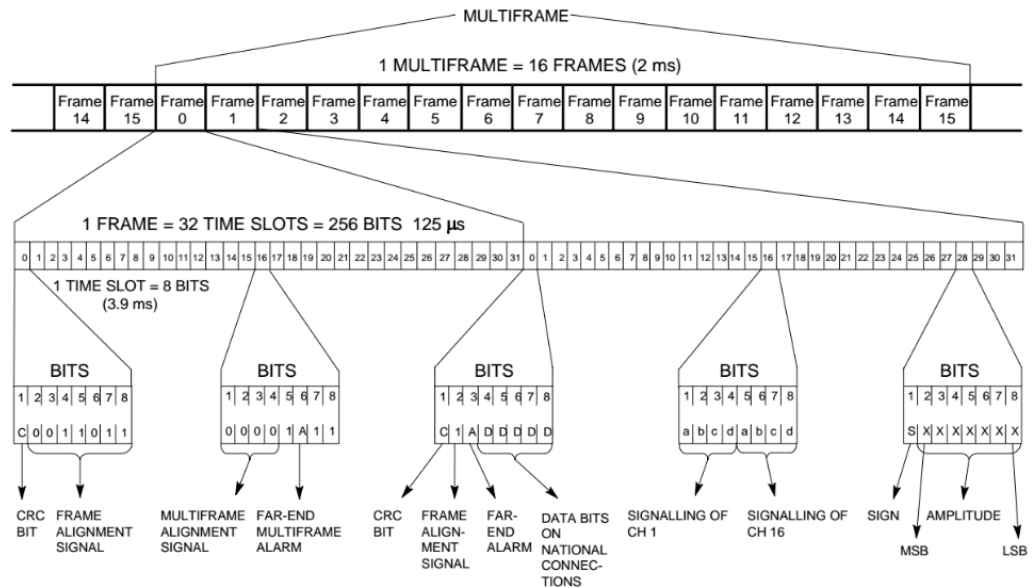 MULTIFRAME
1 MULTIFRAME = 16 FRAMES (2 ms)
Frame 14 Frame 15 Frame 0 Frame 1 Frame 2 Frame 3 Frame 4 Frame 5 Frame 6 Frame 7 Frame 8 Frame 9 Frame 10 Frame 11 Frame 12 Frame 13 Frame 14 Frame 15
1 FRAME = 32 TIME SLOTS = 256 BITS 125 µs
0 1 2 3 4 5 6 7 8 9 10 11 12 13 14 15 16 17 18 19 20 21 22 23 24 25 26 27 28 29 30 31 0 1 2 3 4 5 6 7 8 9 10 11 12 13 14 15 16 17 18 19 20 21 22 23 24 25 26 27 28 29 30 31
1 TIME SLOT = 8 BITS
(3.9 ms)
BITS
1 2 3 4 5 6 7 8
C 0 0 1 1 0 1 1
CRC
BIT
FRAME
ALIGNMENT
SIGNAL
BITS
1 2 3 4 5 6 7 8
0 0 0 0 1 A 1 1
MULTIFRAME
ALIGNMENT
SIGNAL
FAR-END
MULTIFRAME
ALARM
BITS
1 2 3 4 5 6 7 8
C 1 A D D D D D
CRC
BIT
FRAME
ALIGN-
MENT
SIGNAL
FAR-
END
ALARM
DATA BITS
ON
NATIONAL
CONNEC-
TIONS
BITS
1 2 3 4 5 6 7 8
a b c d a b c d
SIGNALLING OF
CH 1
SIGNALLING OF
CH 16
BITS
1 2 3 4 5 6 7 8
S X X X X X X X
SIGN
AMPLITUDE
MSB
LSB